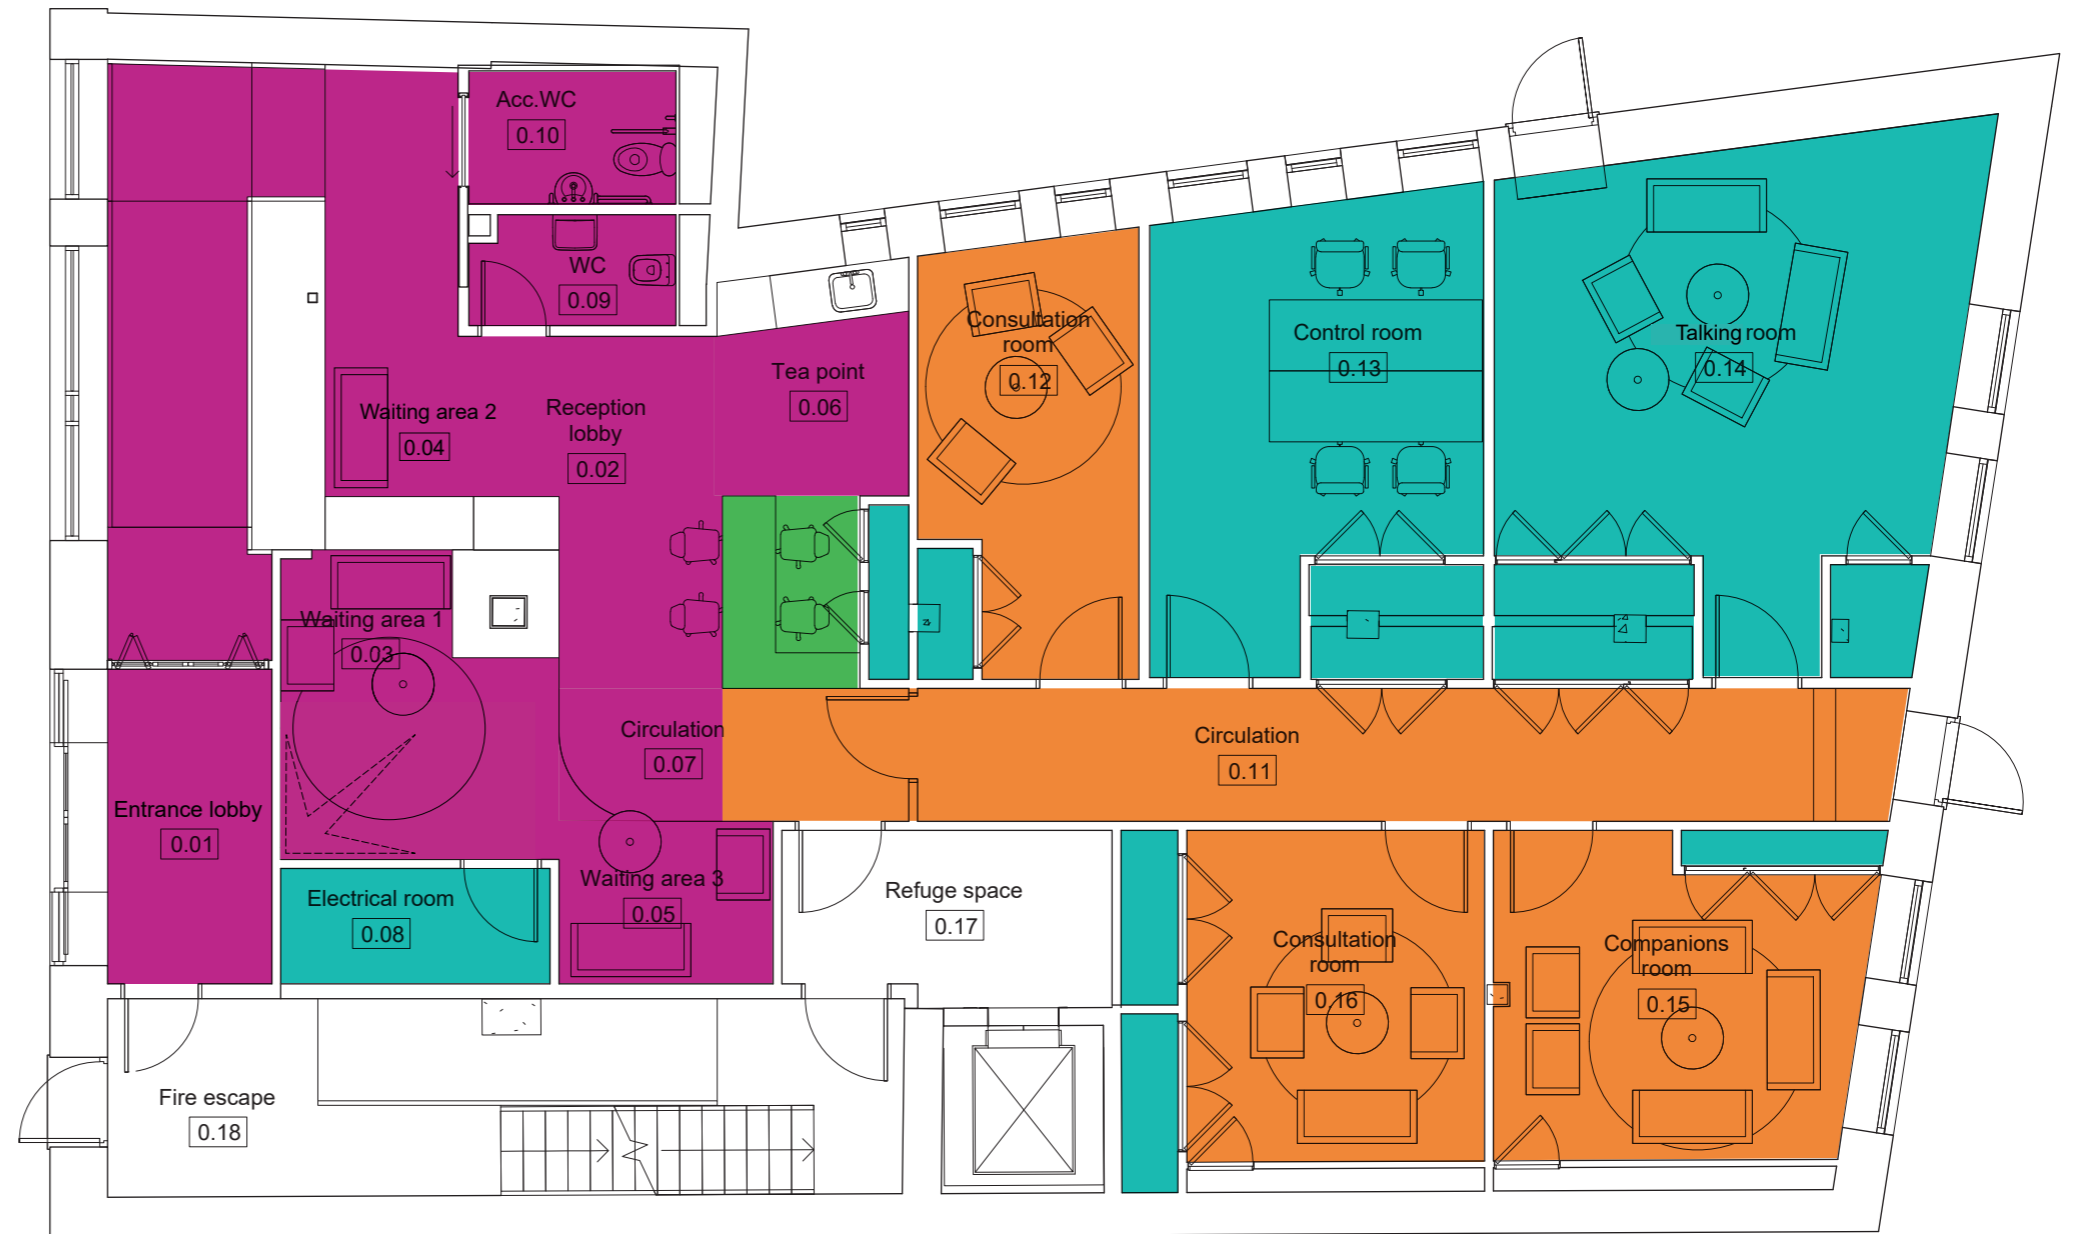 Acc.WC
0.10
WC
0.09
Consultation
room
0.12
Control room
0.13
Talking room
0.14
Tea point
0.06
Waiting area 2
0.04
Reception
lobby
0.02
Waiting area 1
0.03
Circulation
0.07
Circulation
0.11
Entrance lobby
0.01
Electrical room
0.08
Waiting area 3
0.05
Refuge space
0.17
Consultation
room
0.16
Companions
room
0.15
Fire escape
0.18